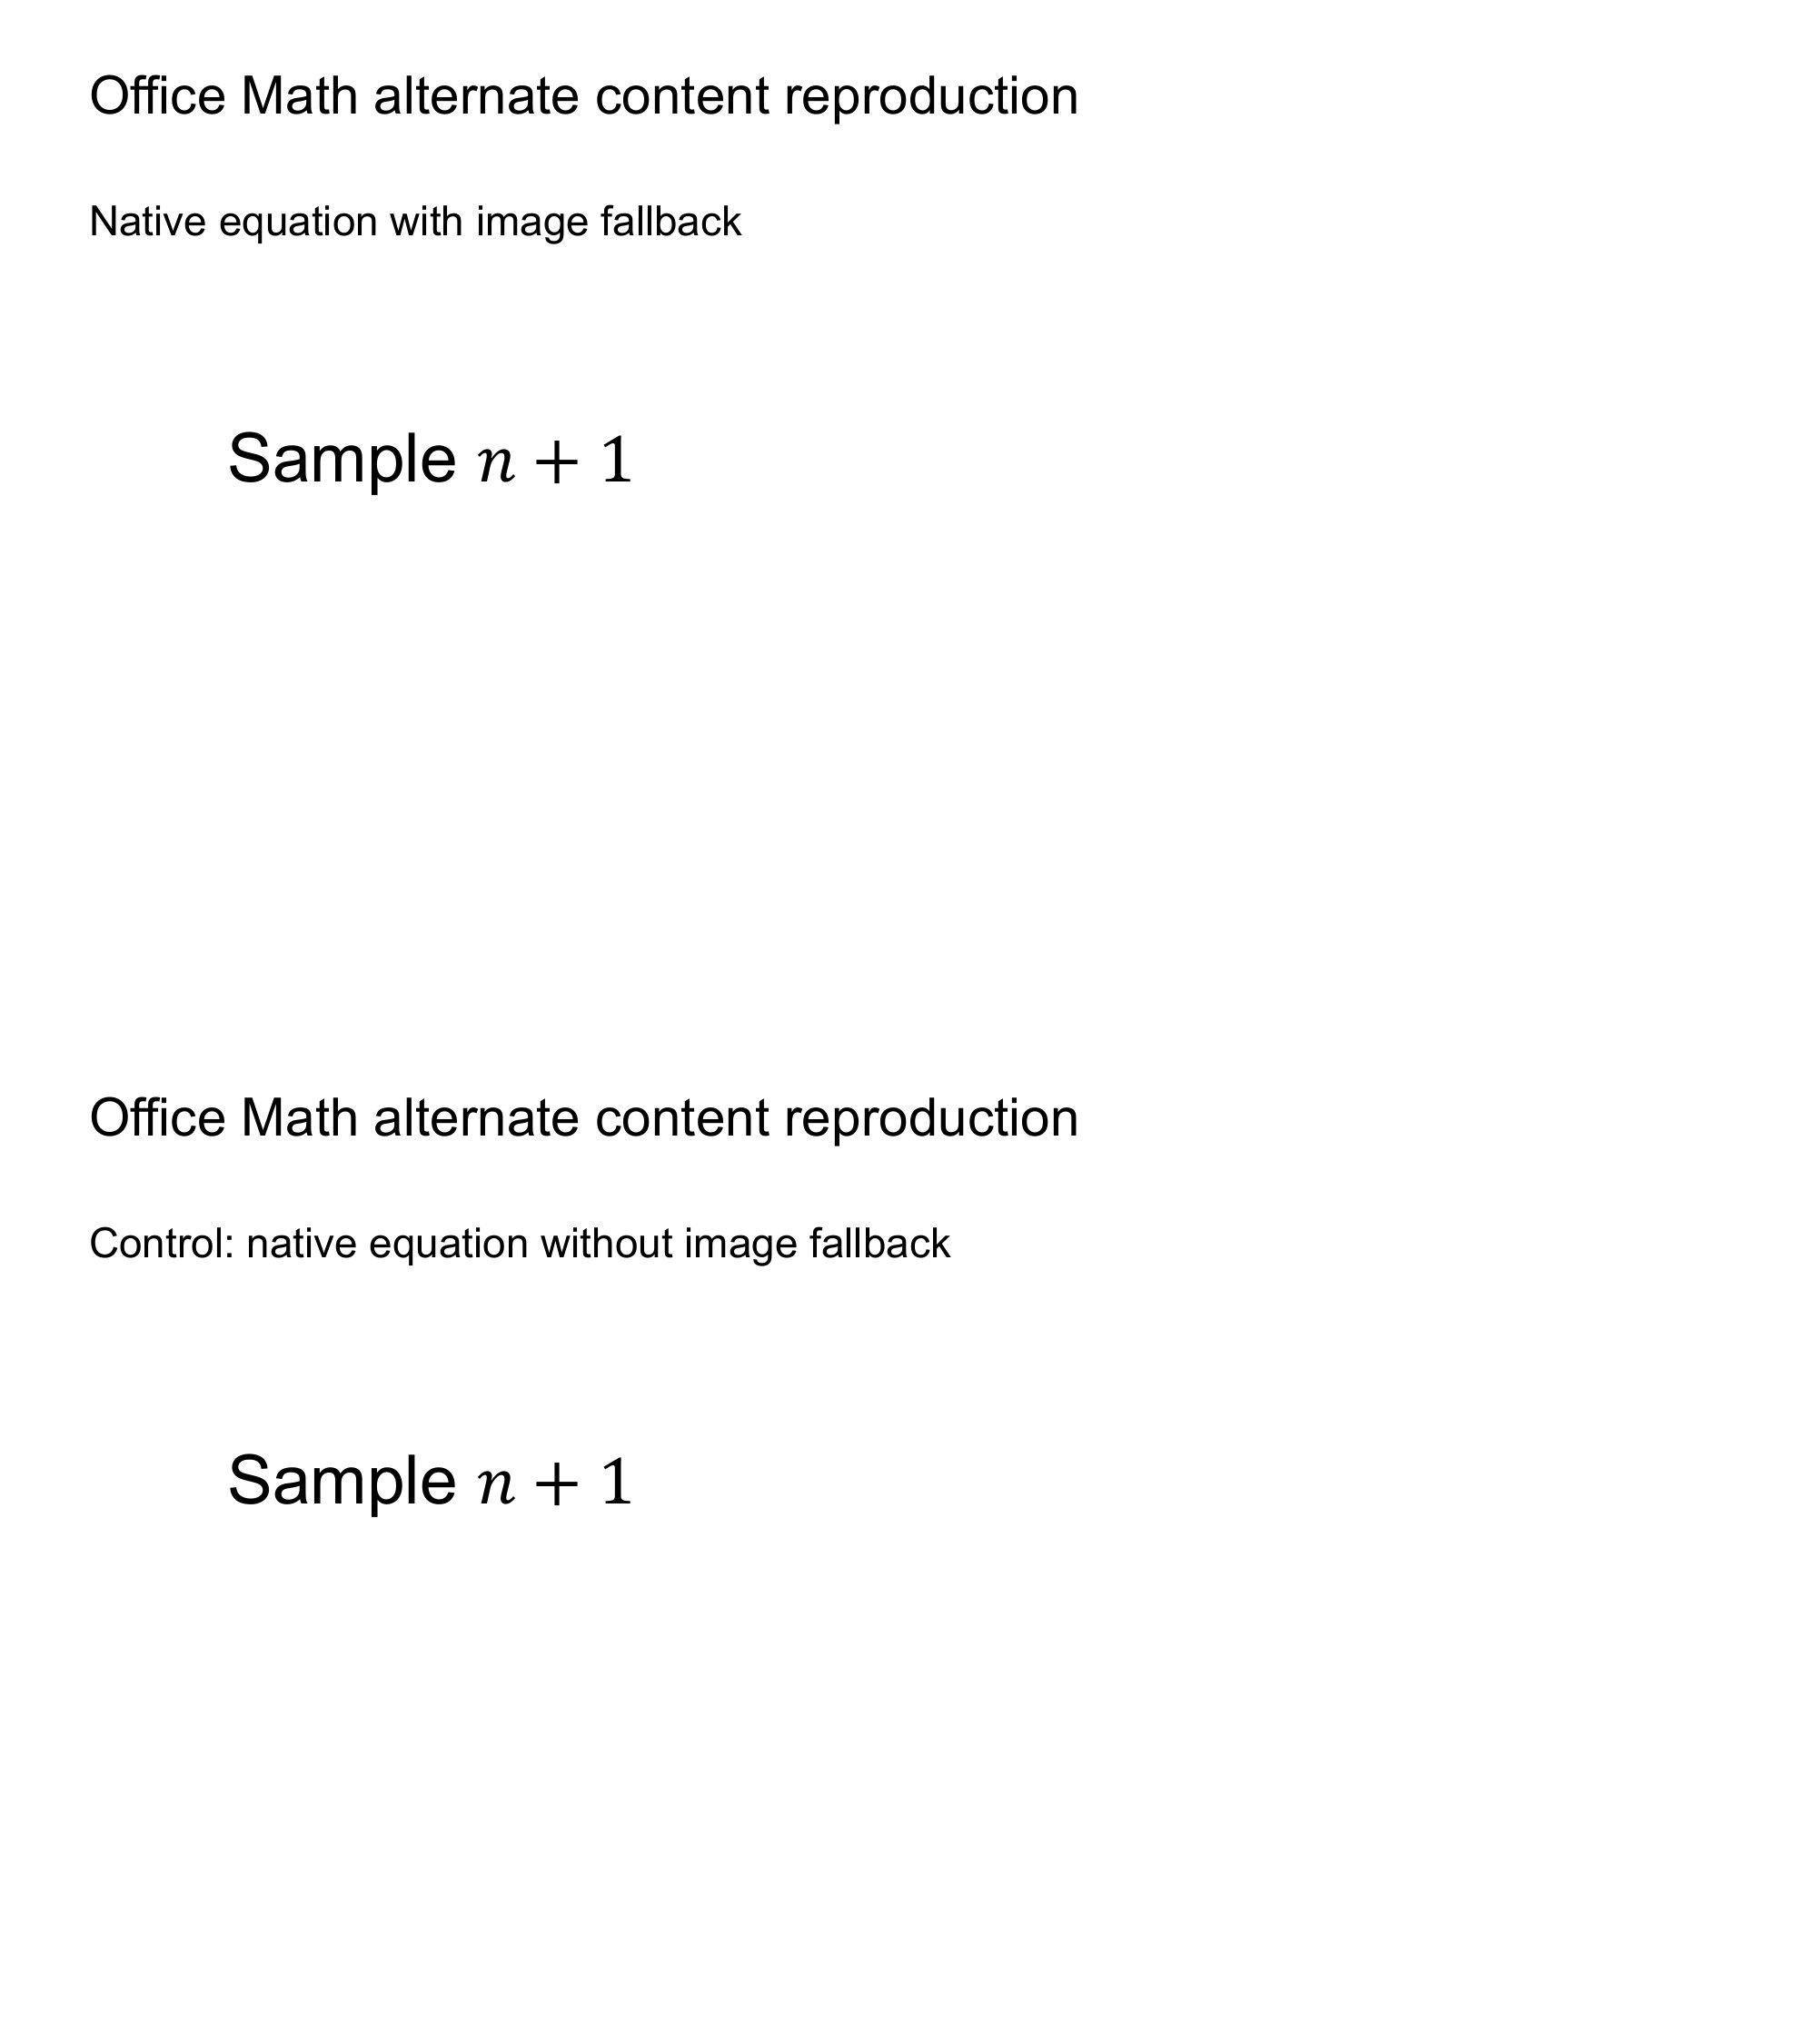 Office Math alternate content reproduction
Native equation with image fallback
Sample 𝑛 + 1
Office Math alternate content reproduction
Control: native equation without image fallback
Sample 𝑛 + 1